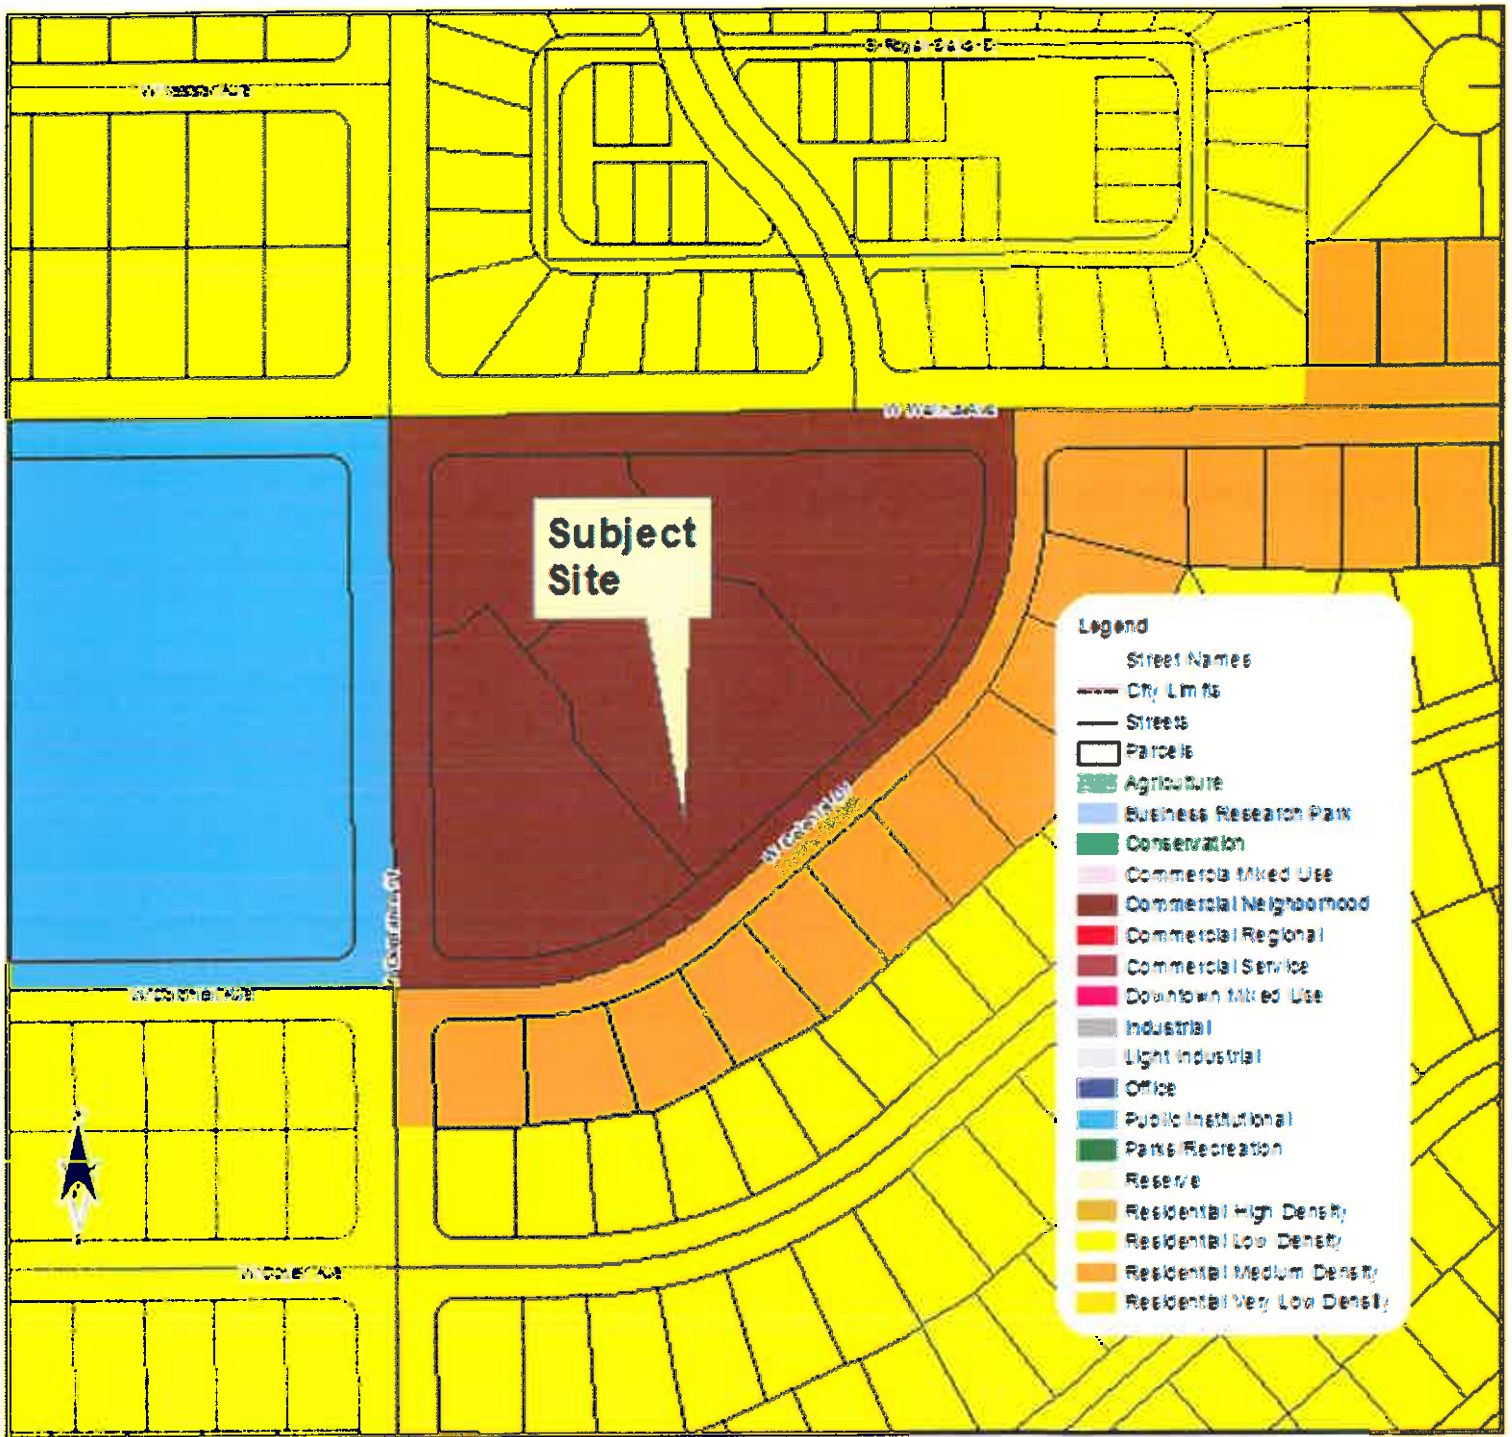 W Walnut Ave
Subject
Site
Legend
Street Names
City Limits
Streets
Parcels
Agriculture
Business Research Park
Conservation
Commercial Mixed Use
Commercial Neighborhood
Commercial Regional
Commercial Service
Downtown Mixed Use
Industrial
Light Industrial
Office
Public Institutional
Parks/Recreation
Reserve
Residential High Density
Residential Low Density
Residential Medium Density
Residential Very Low Density